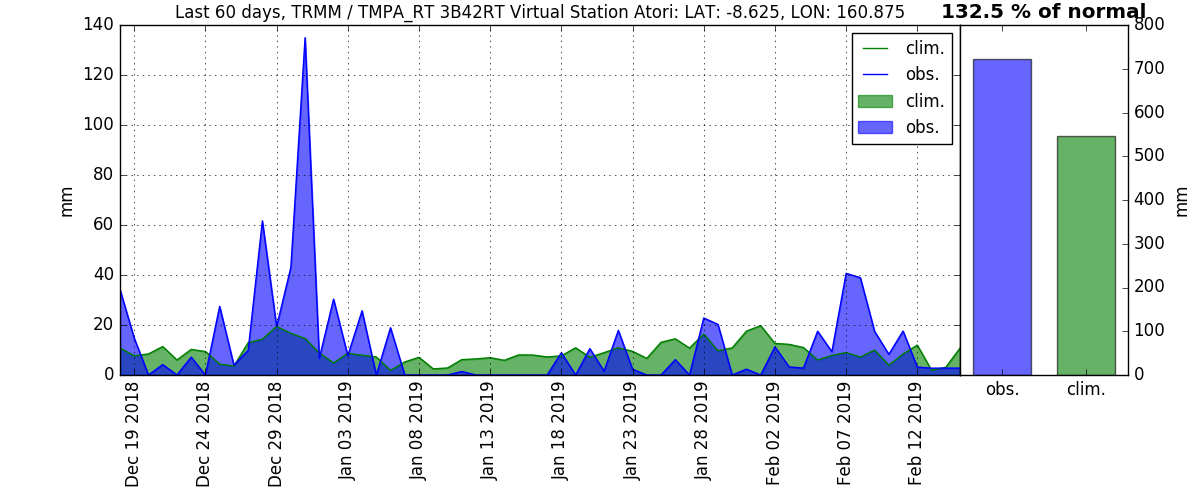 Last 60 days, TRMM / TMPA_RT 3B42RT Virtual Station Atori: LAT: -8.625, LON: 160.875
132.5 % of normal
mm
140
120
100
80
60
40
20
0
clim.
obs.
clim.
obs.
Dec 19 2018
Dec 24 2018
Dec 29 2018
Jan 03 2019
Jan 08 2019
Jan 13 2019
Jan 18 2019
Jan 23 2019
Jan 28 2019
Feb 02 2019
Feb 07 2019
Feb 12 2019
800
700
600
500
400
300
200
100
0
mm
obs.
clim.